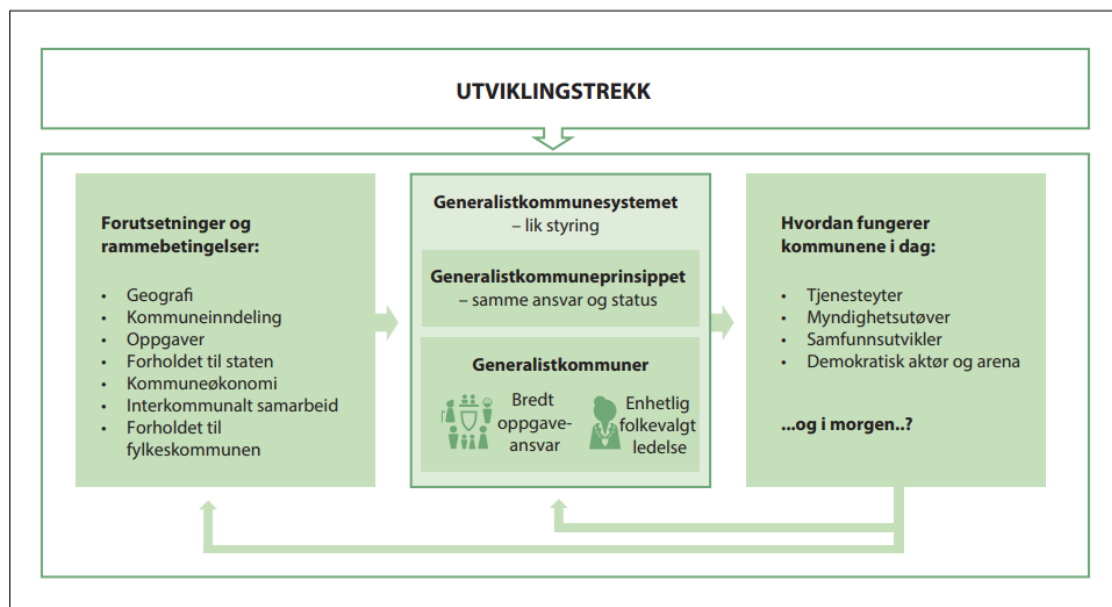 UTVIKLINGSTREKK
Forutsetninger og
rammebetingelser:
• Geografi
• Kommuneinndeling
• Oppgaver
• Forholdet til staten
• Kommuneøkonomi
• Interkommunalt samarbeid
• Forholdet til
fylkeskommunen
Generalistkommunesystemet
– lik styring
Generalistkommuneprinsippet
– samme ansvar og status
Generalistkommuner
Bredt
oppgave-
ansvar
Enhetlig
folkevalgt
ledelse
Hvordan fungerer
kommunene i dag:
• Tjenesteyter
• Myndighetsutøver
• Samfunnsutvikler
• Demokratisk aktør og arena
...og i morgen..?